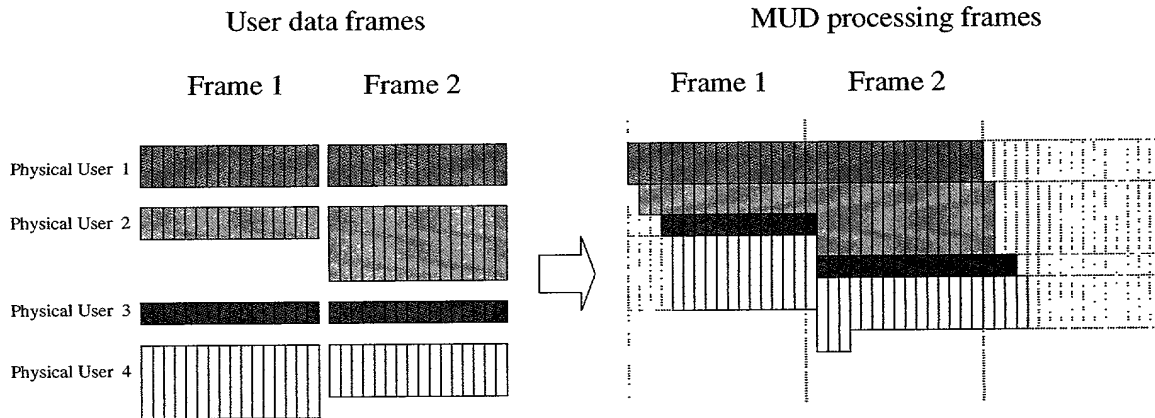 User data frames
MUD processing frames
Frame 1
Frame 2
Frame 1
Frame 2
Physical User 1
Physical User 2
Physical User 3
Physical User 4